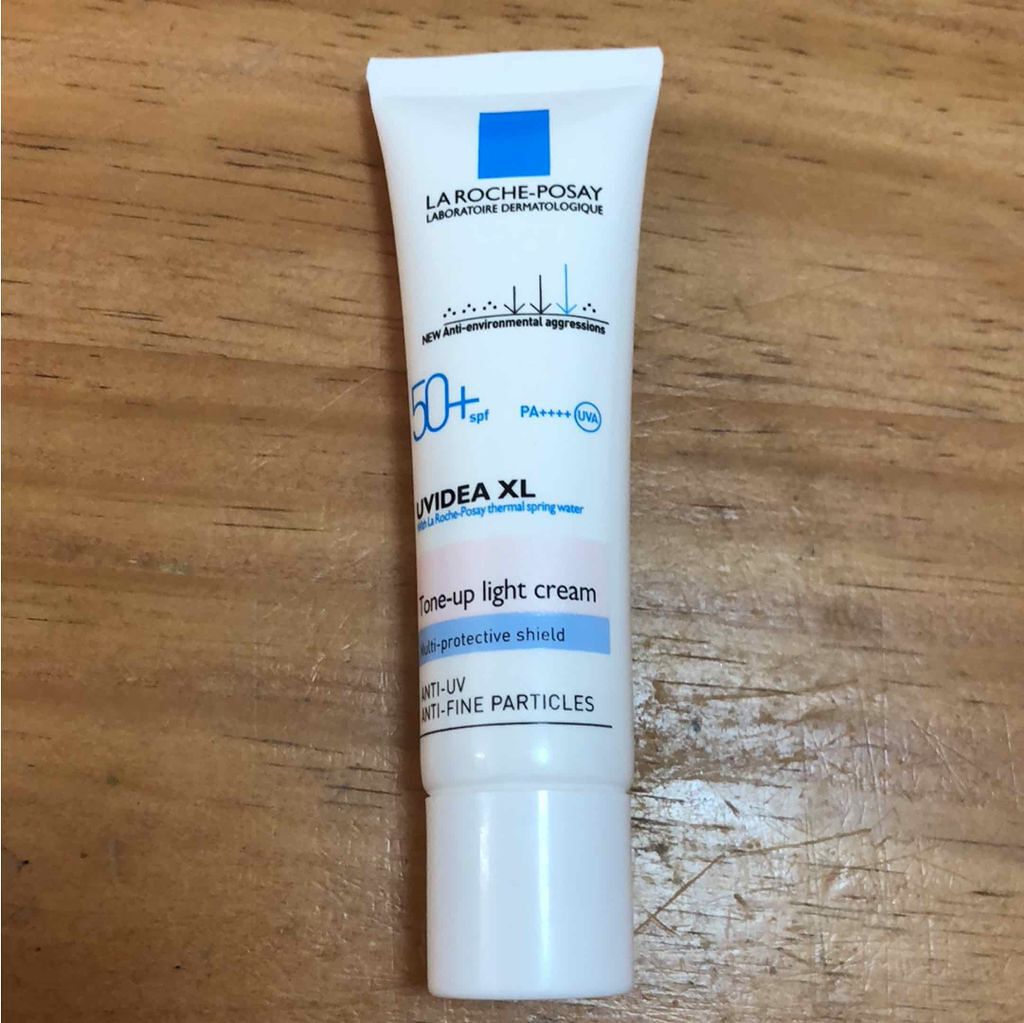 LA ROCHE-POSAY
LABORATOIRE DERMATOLOGIQUE
NEW Anti-environmental aggressions
50+ spf PA++++ UVA
UVIDEA XL
with La Roche-Posay thermal spring water
Tone-up light cream
Multi-protective shield
ANTI-UV
ANTI-FINE PARTICLES